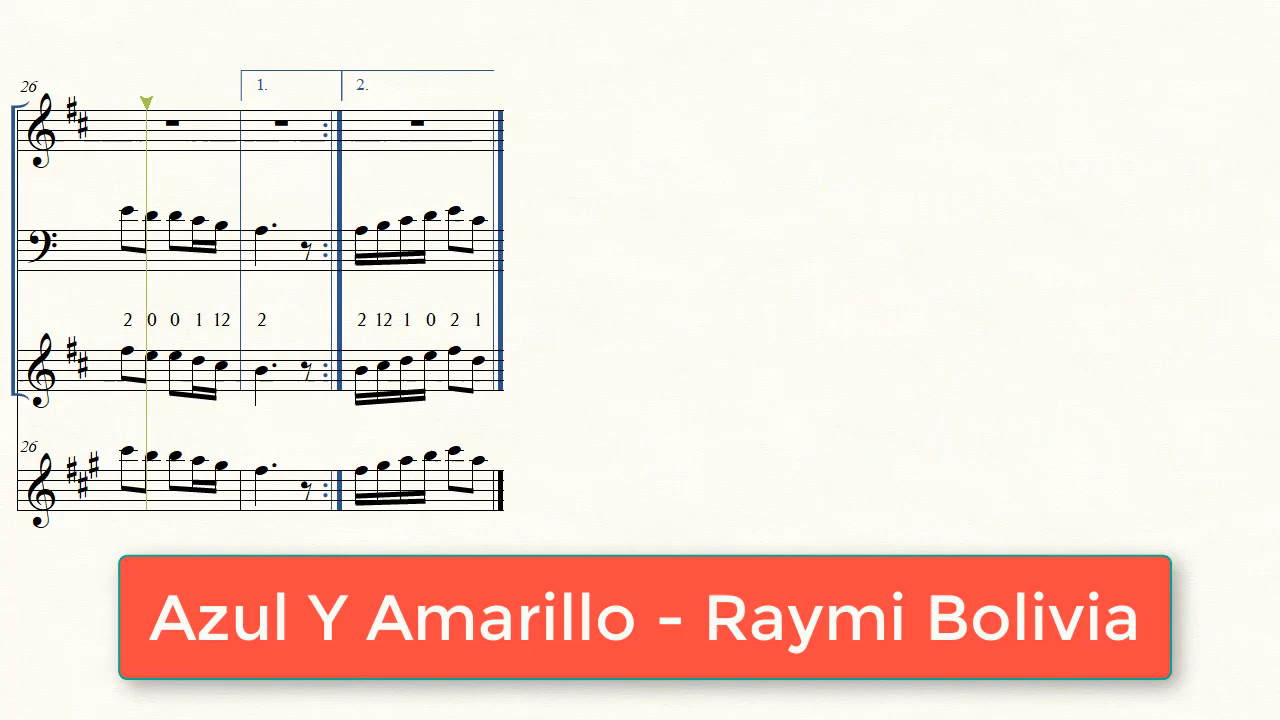 26
1. 2.
2 0 0 1 12 2 2 12 1 0 2 1
26
Azul Y Amarillo - Raymi Bolivia